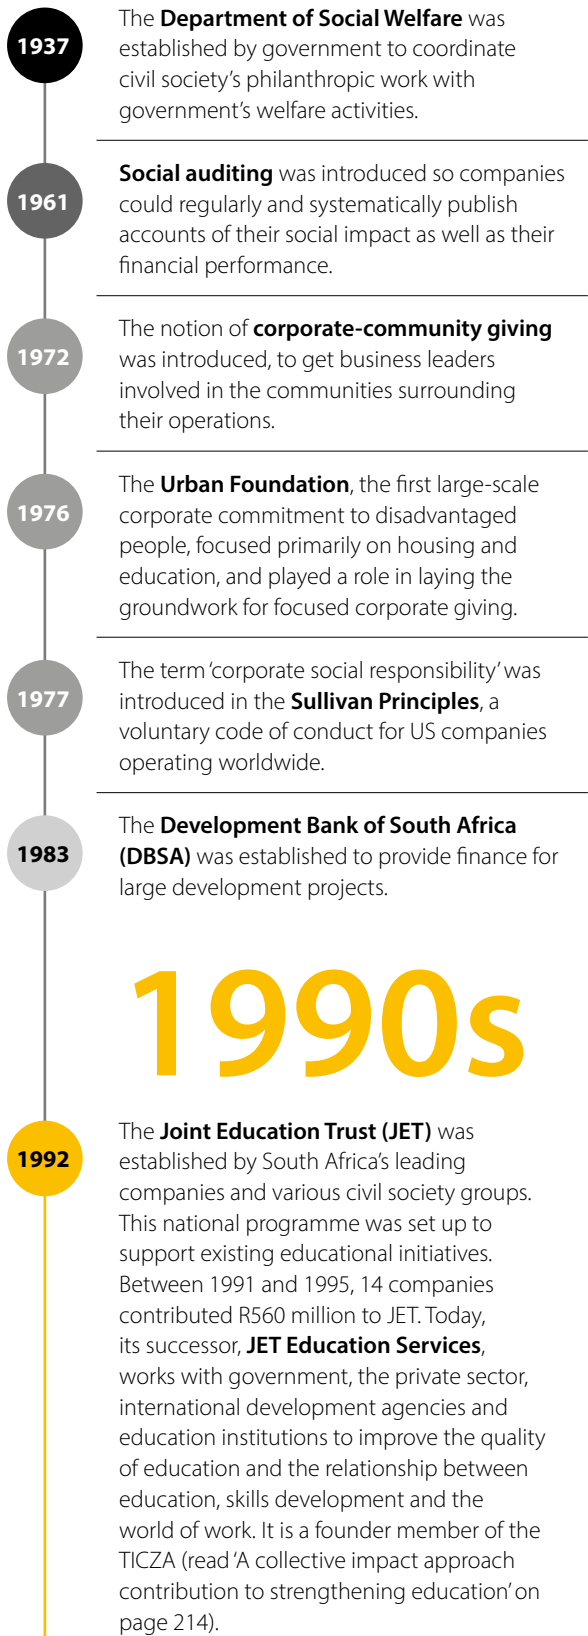 1937
The Department of Social Welfare was
established by government to coordinate
civil society’s philanthropic work with
government’s welfare activities.
1961
Social auditing was introduced so companies
could regularly and systematically publish
accounts of their social impact as well as their
financial performance.
1972
The notion of corporate-community giving
was introduced, to get business leaders
involved in the communities surrounding
their operations.
1976
The Urban Foundation, the first large-scale
corporate commitment to disadvantaged
people, focused primarily on housing and
education, and played a role in laying the
groundwork for focused corporate giving.
1977
The term ‘corporate social responsibility’ was
introduced in the Sullivan Principles, a
voluntary code of conduct for US companies
operating worldwide.
1983
The Development Bank of South Africa
(DBSA) was established to provide finance for
large development projects.
1990s
1992
The Joint Education Trust (JET) was
established by South Africa’s leading
companies and various civil society groups.
This national programme was set up to
support existing educational initiatives.
Between 1991 and 1995, 14 companies
contributed R560 million to JET. Today,
its successor, JET Education Services,
works with government, the private sector,
international development agencies and
education institutions to improve the quality
of education and the relationship between
education, skills development and the
world of work. It is a founder member of the
TICZA (read ‘A collective impact approach
contribution to strengthening education’ on
page 214).